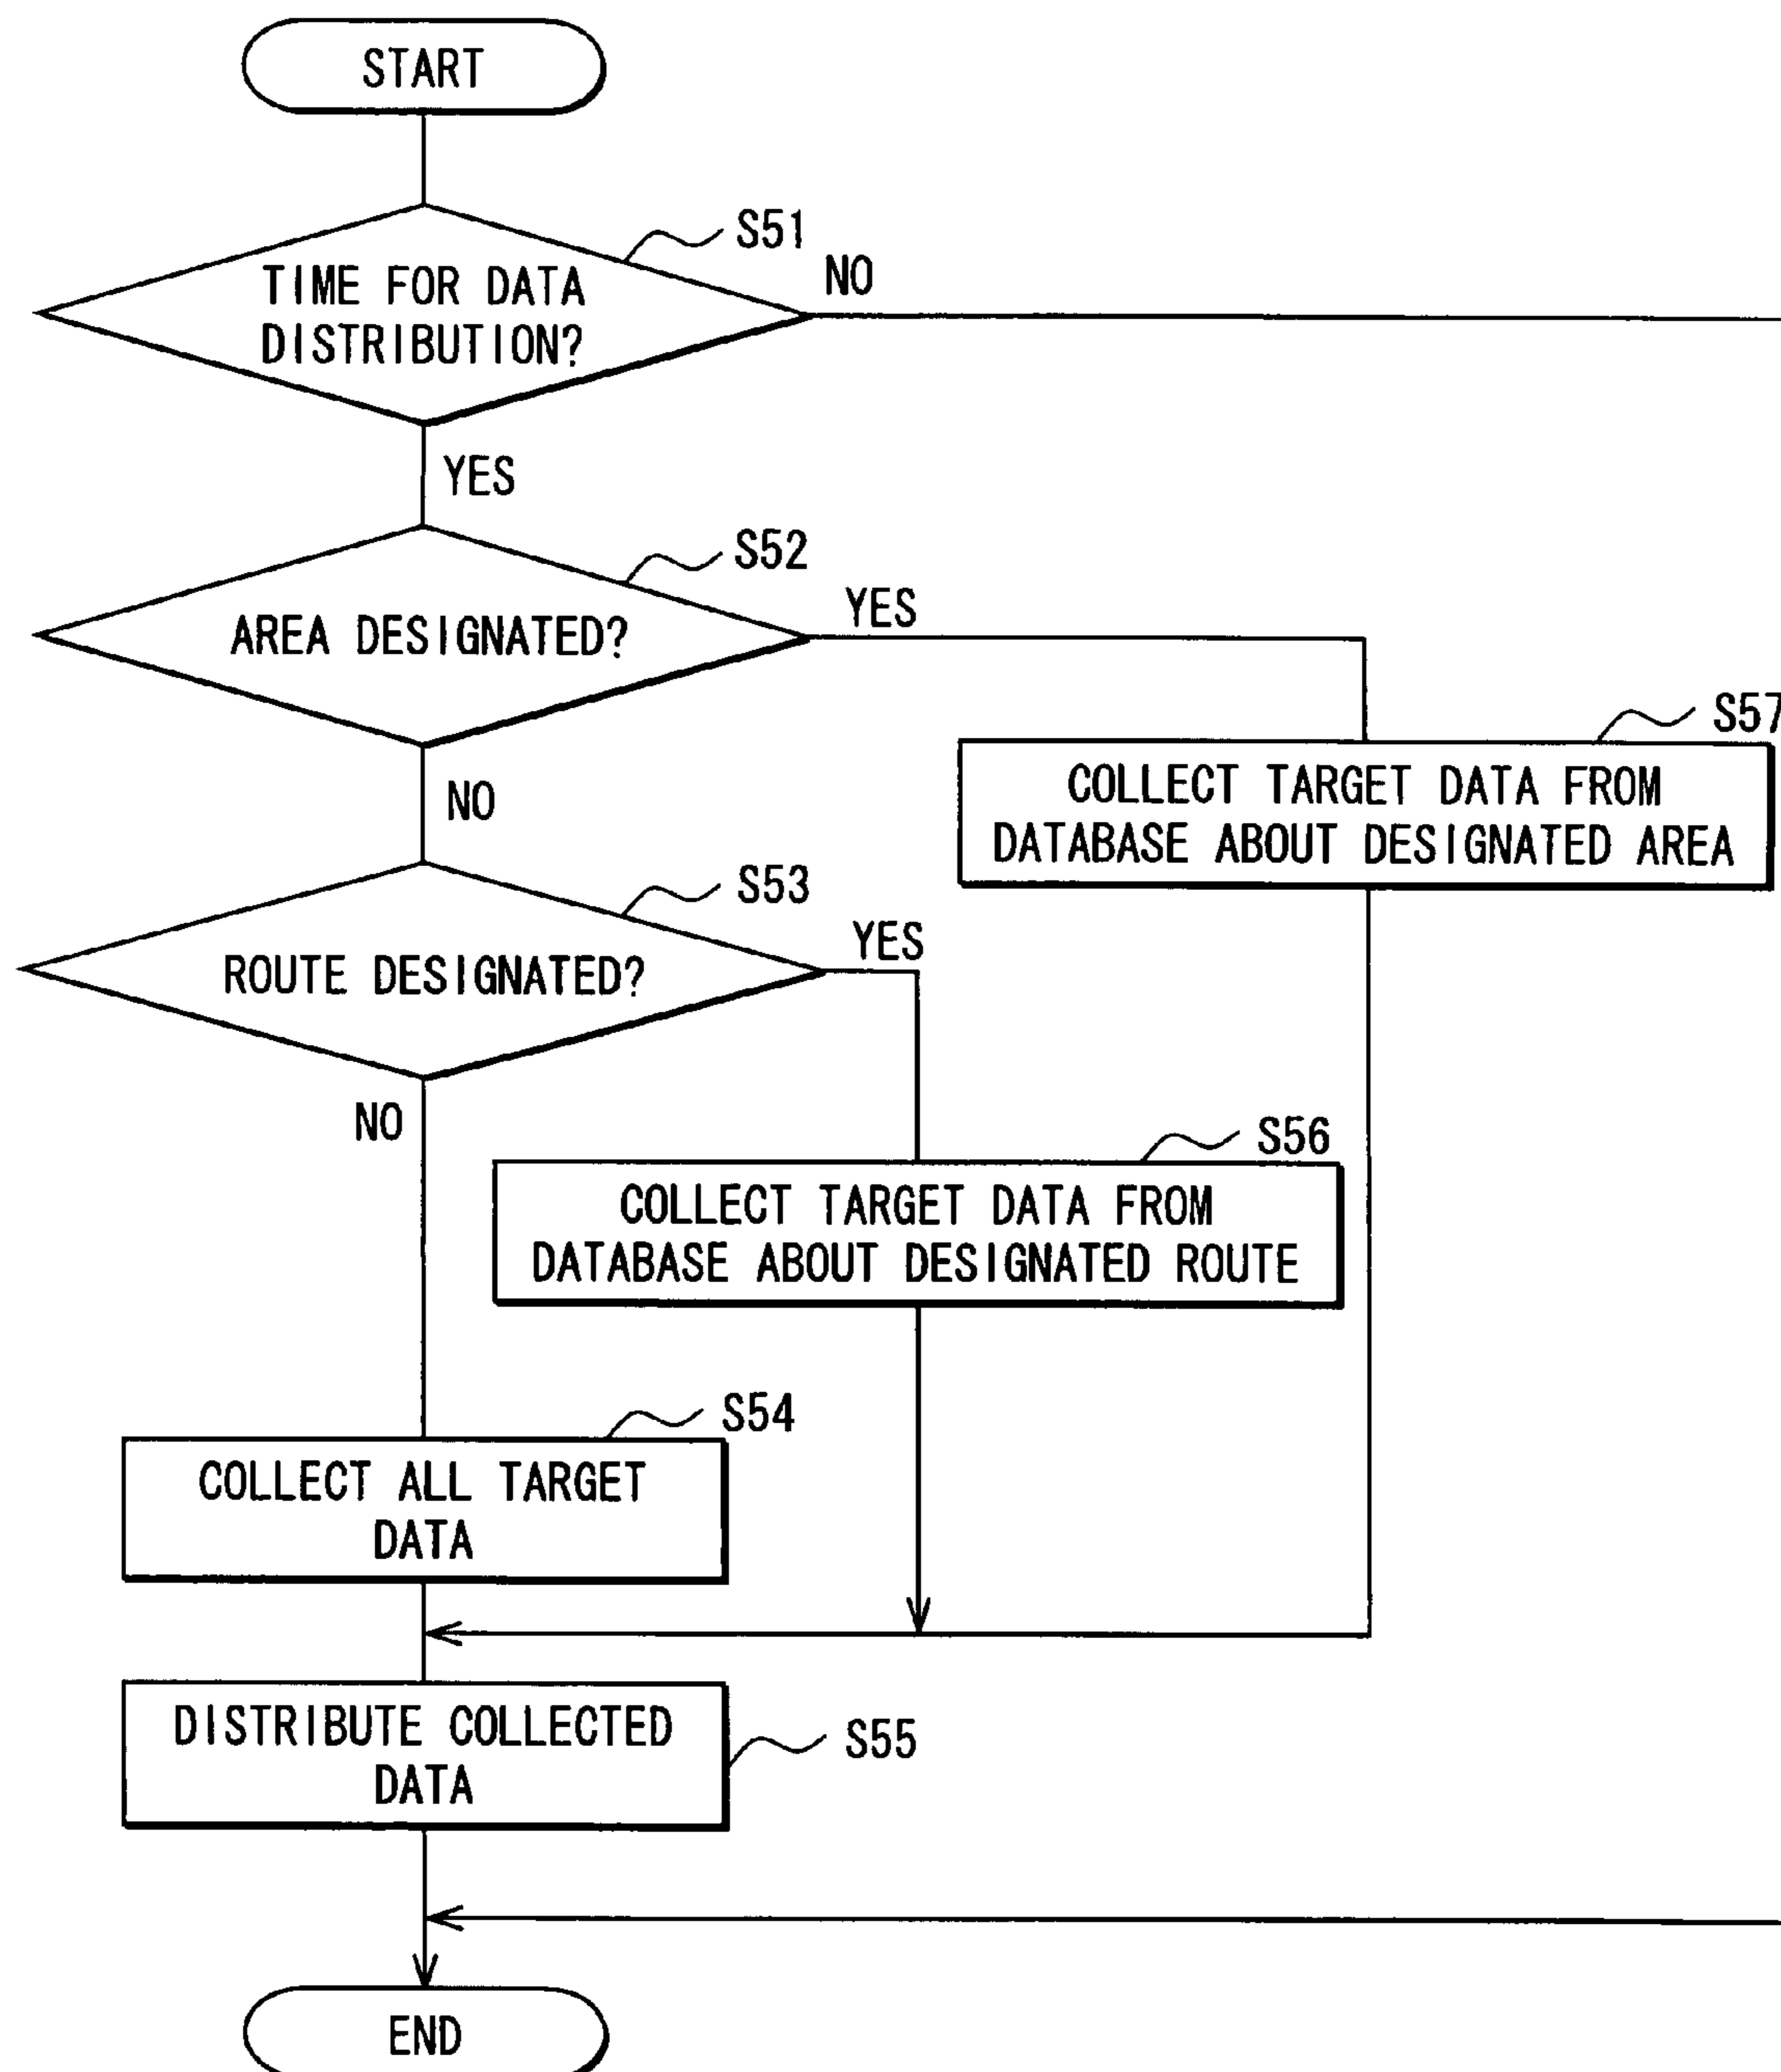 START
S51
TIME FOR DATA
DISTRIBUTION?
NO
YES
S52
AREA DESIGNATED?
YES
NO
S57
COLLECT TARGET DATA FROM
DATABASE ABOUT DESIGNATED AREA
S53
ROUTE DESIGNATED?
YES
NO
S56
COLLECT TARGET DATA FROM
DATABASE ABOUT DESIGNATED ROUTE
S54
COLLECT ALL TARGET
DATA
DISTRIBUTE COLLECTED
DATA
S55
END